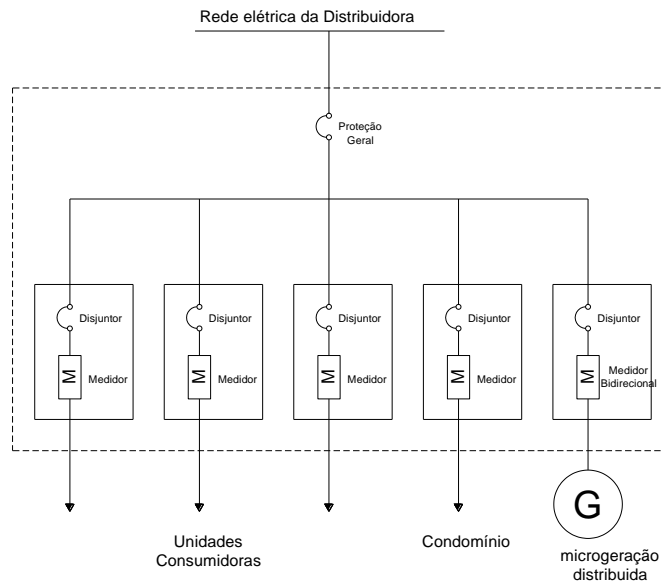 Rede elétrica da Distribuidora
Proteção
Geral
Disjuntor
Disjuntor
Disjuntor
Disjuntor
Disjuntor
M
Medidor
M
Medidor
M
Medidor
M
Medidor
M
Medidor
Bidirecional
Unidades
Consumidoras
Condomínio
G
microgeração
distribuida